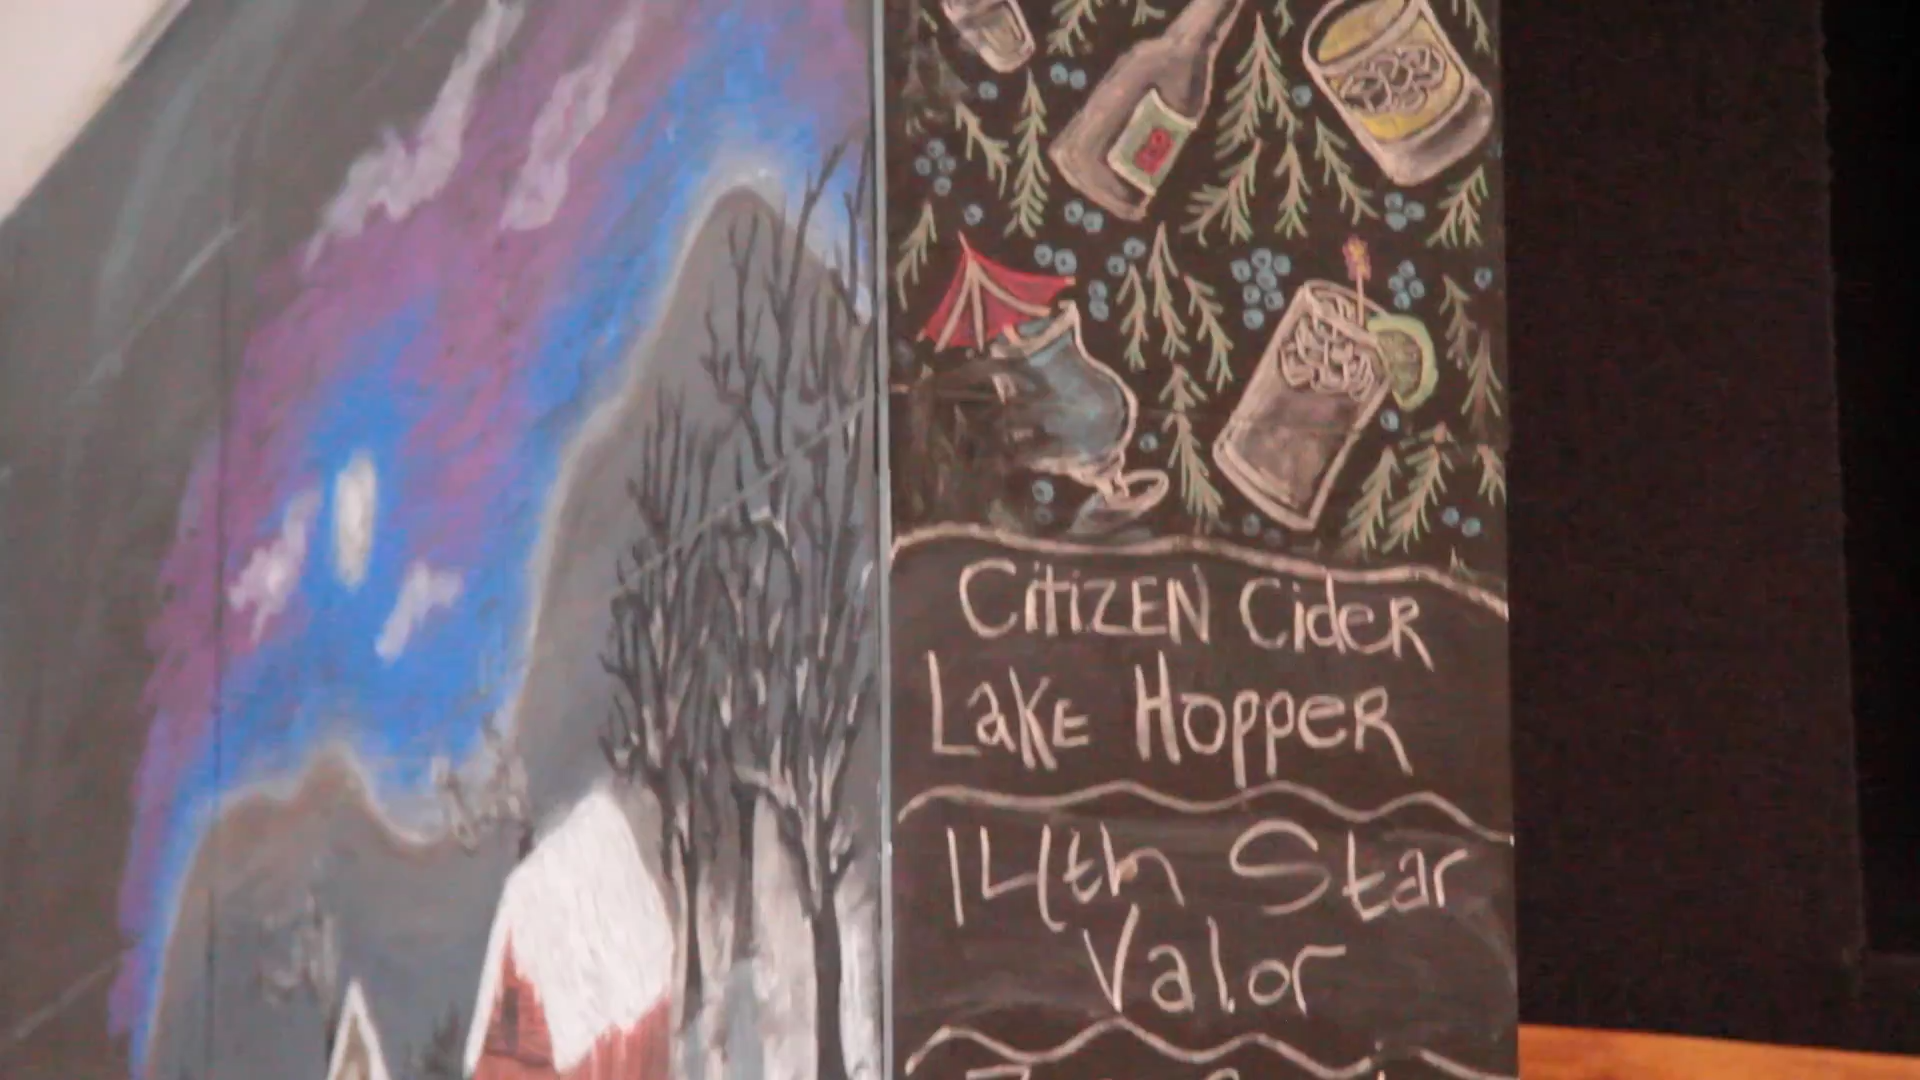 Citizen Cider
Lake Hopper
14th Star
Valor